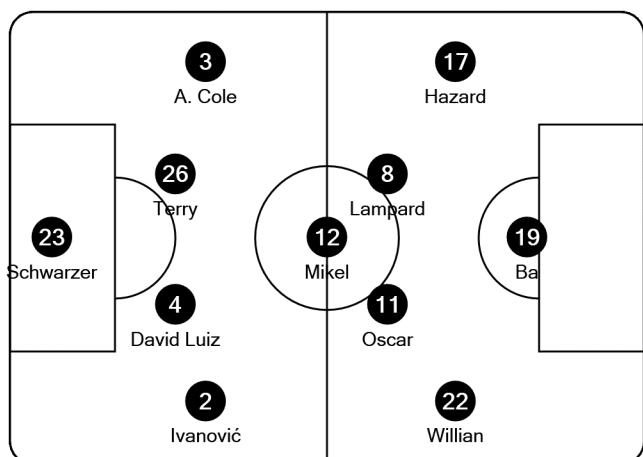 3
A. Cole
17
Hazard
26
Terry
8
Lampard
23
Schwarzer
12
Mikel
19
Ba
4
David Luiz
11
Oscar
2
Ivanović
22
Willian